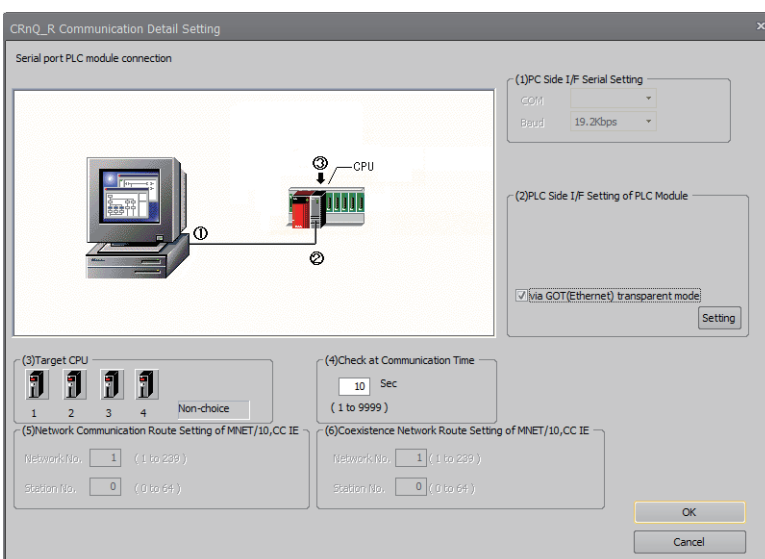 CRnQ_R Communication Detail Setting
×
Serial port PLC module connection
③
CPU
①
②
(1)PC Side I/F Serial Setting
COM
Baud 19.2Kbps
(2)PLC Side I/F Setting of PLC Module
via GOT(Ethernet) transparent mode
Setting
(3)Target CPU
1 2 3 4 Non-choice
(4)Check at Communication Time
10 Sec
( 1 to 9999 )
(5)Network Communication Route Setting of MNET/10,CC IE
Network No. 1 ( 1 to 239 )
Station No. 0 ( 0 to 64 )
(6)Coexistence Network Route Setting of MNET/10,CC IE
Network No. 1 ( 1 to 239 )
Station No. 0 ( 0 to 64 )
OK
Cancel